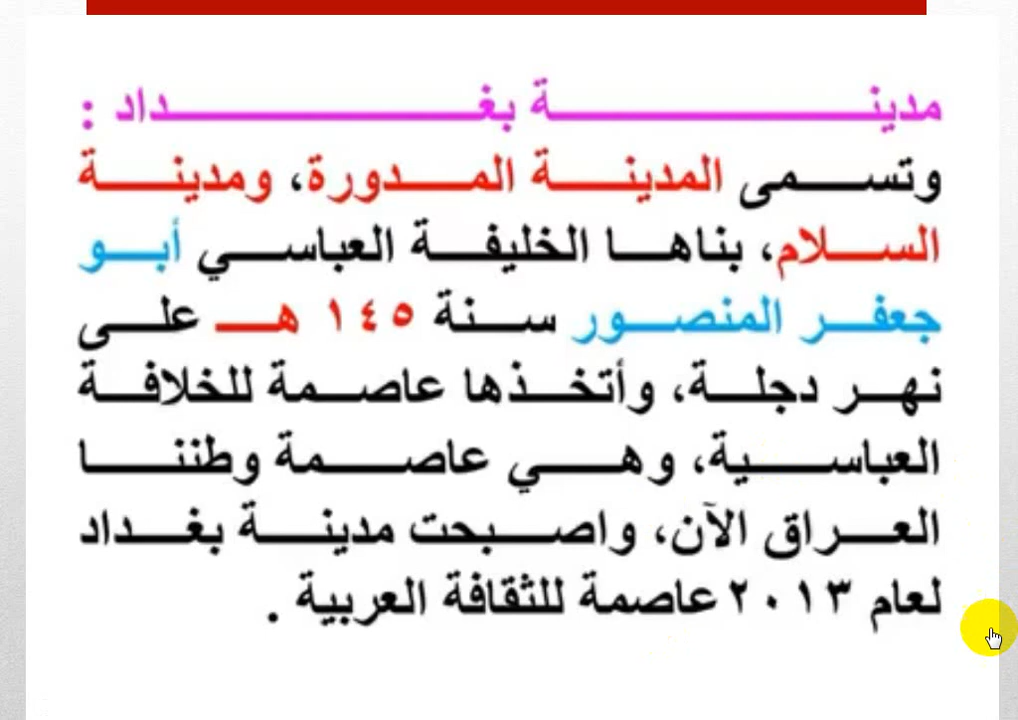 مدينة بغداد :
وتسمى المدينة المدورة، ومدينة
السلام، بناها الخليفة العباسي أبو
جعفر المنصور سنة ١٤٥ هـ على
نهر دجلة، وأتخذها عاصمة للخلافة
العباسية، وهي عاصمة وطننا
العراق الآن، واصبحت مدينة بغداد
لعام ٢٠١٣ عاصمة للثقافة العربية .